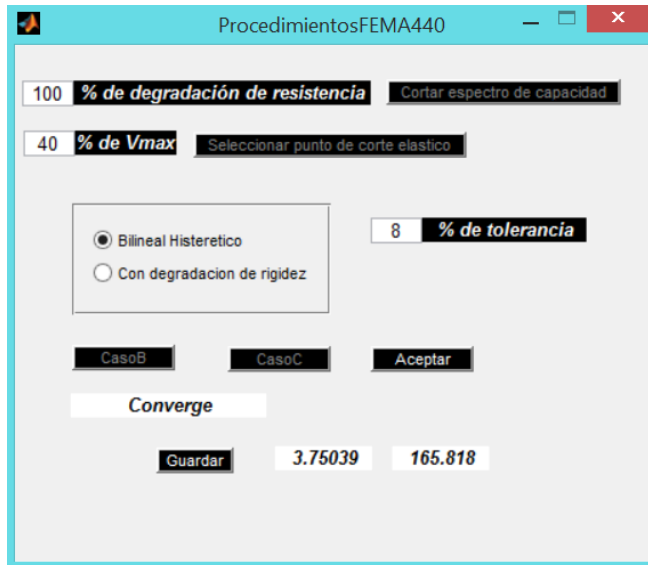 ProcedimientosFEMA440
100 % de degradación de resistencia Cortar espectro de capacidad
40 % de Vmax Seleccionar punto de corte elastico
Bilineal Histeretico
8 % de tolerancia
Con degradacion de rigidez
CasoB CasoC Aceptar
Converge
Guardar 3.75039 165.818